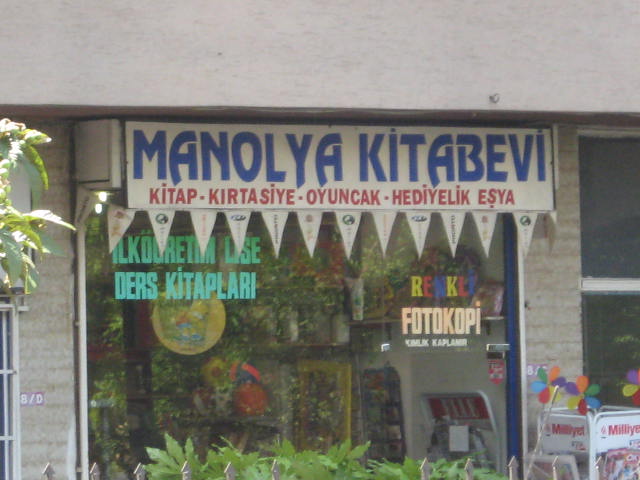 MANOLYA KİTABEVİ
KİTAP - KIRTASİYE - OYUNCAK - HEDİYELİK EŞYA
İLKÖĞRETİM LİSE
DERS KİTAPLARI
RENKLİ
FOTOKOPİ
KİMLİK KAPLANIR
8/D
Milliyet
Milliyet